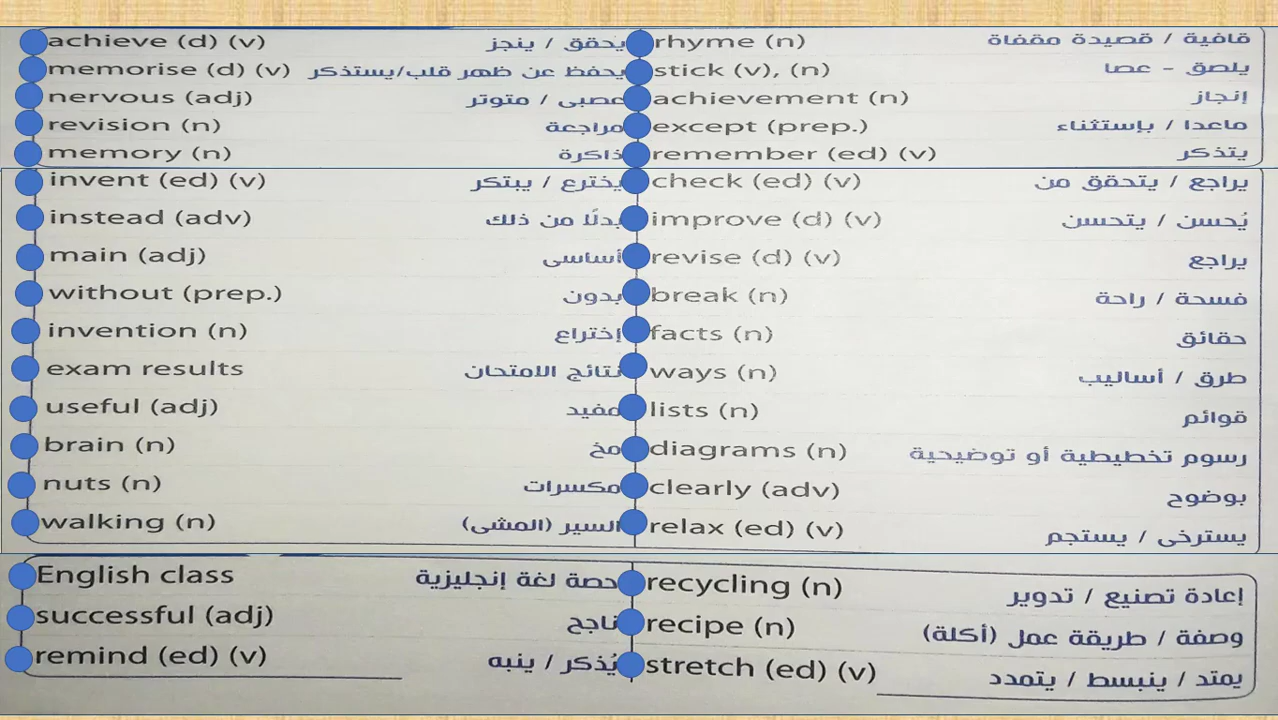 achieve (d) (v) يحقق / ينجز
rhyme (n) قافية / قصيدة مقفاة
memorise (d) (v) يحفظ عن ظهر قلب/يستذكر
stick (v), (n) يلصق - عصا
nervous (adj) عصبى / متوتر
achievement (n) إنجاز
revision (n) مراجعة
except (prep.) ماعدا / بإستثناء
memory (n) ذاكرة
remember (ed) (v) يتذكر
invent (ed) (v) يخترع / يبتكر
check (ed) (v) يراجع / يتحقق من
instead (adv) بدلًا من ذلك
improve (d) (v) يُحسن / يتحسن
main (adj) أساسى
revise (d) (v) يراجع
without (prep.) بدون
break (n) فسحة / راحة
invention (n) إختراع
facts (n) حقائق
exam results نتائج الامتحان
ways (n) طرق / أساليب
useful (adj) مفيد
lists (n) قوائم
brain (n) مخ
diagrams (n) رسوم تخطيطية أو توضيحية
nuts (n) مكسرات
clearly (adv) بوضوح
walking (n) السير (المشى)
relax (ed) (v) يسترخى / يستجم
English class حصة لغة إنجليزية
recycling (n) إعادة تصنيع / تدوير
successful (adj) ناجح
recipe (n) وصفة / طريقة عمل (أكلة)
remind (ed) (v) يُذكر / ينبه
stretch (ed) (v) يمتد / ينبسط / يتمدد